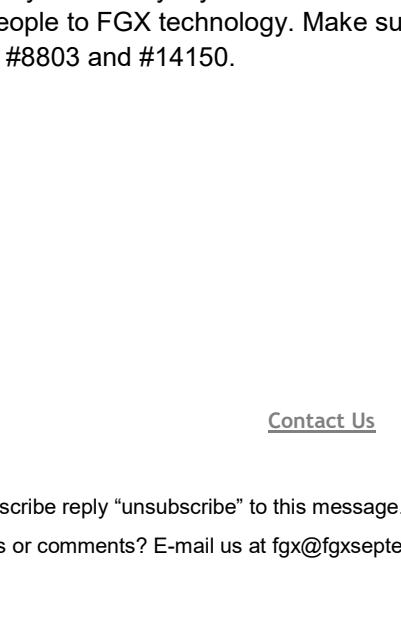 people to FGX technology. Make su
#8803 and #14150.
Contact Us
scribe reply “unsubscribe” to this message.
s or comments? E-mail us at fgx@fgxsepte